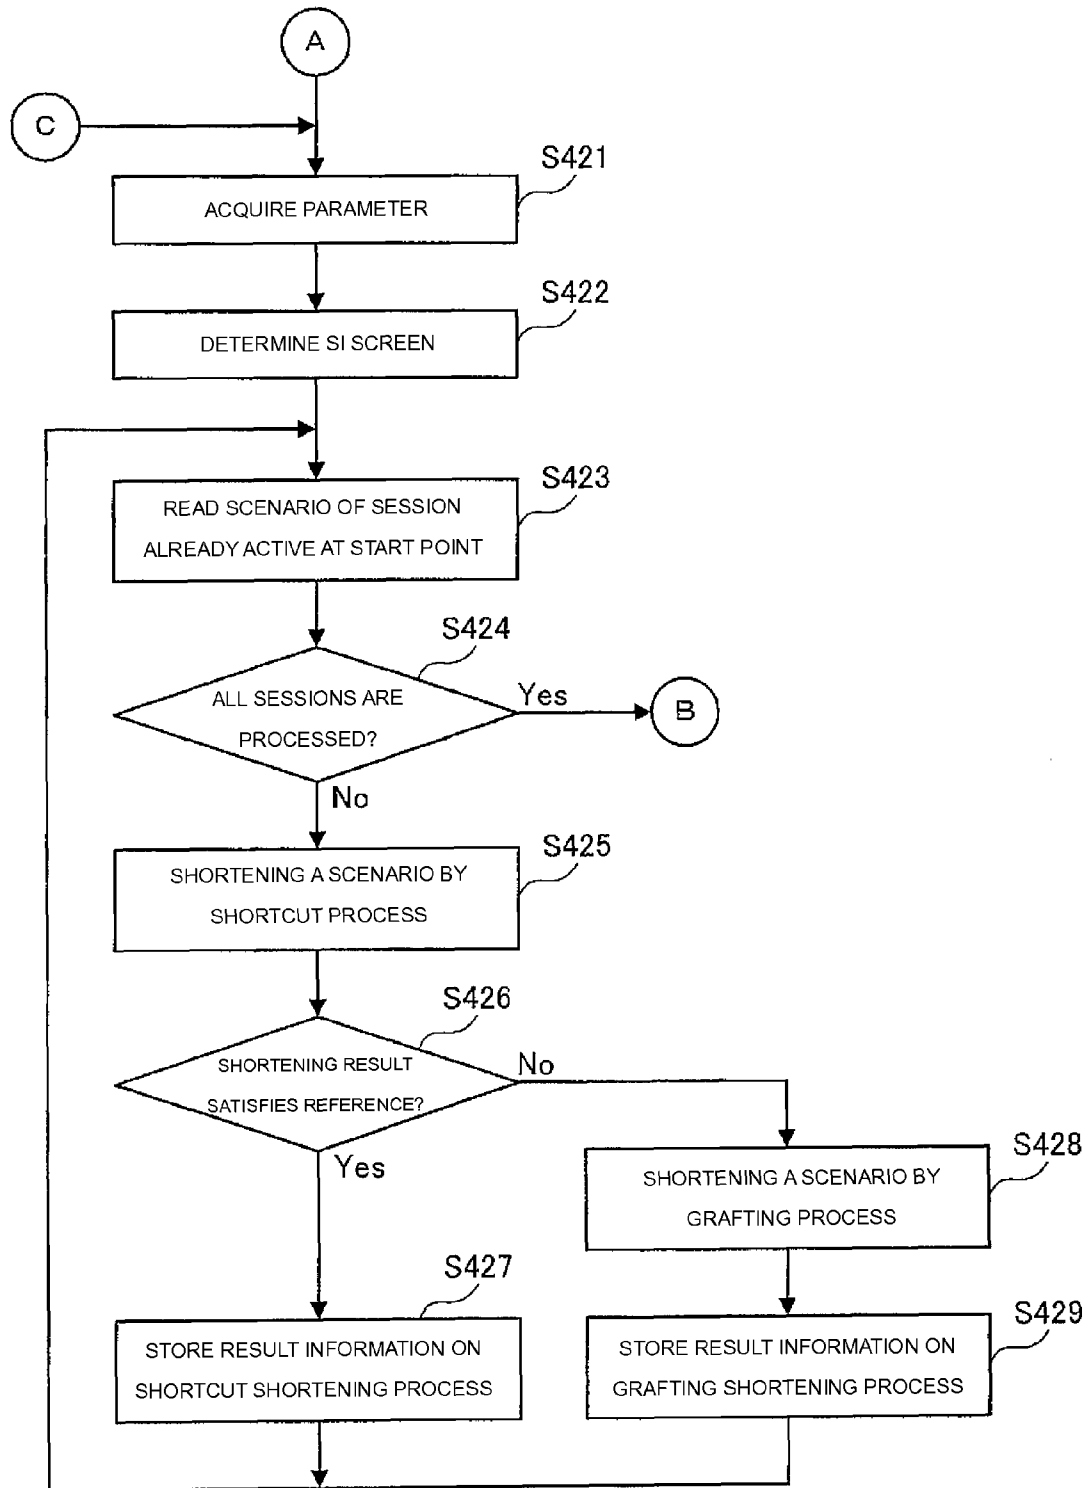 A
C
S421
ACQUIRE PARAMETER
S422
DETERMINE SI SCREEN
S423
READ SCENARIO OF SESSION
ALREADY ACTIVE AT START POINT
S424
ALL SESSIONS ARE
PROCESSED?
Yes
B
No
S425
SHORTENING A SCENARIO BY
SHORTCUT PROCESS
S426
SHORTENING RESULT
SATISFIES REFERENCE?
No
Yes
S428
SHORTENING A SCENARIO BY
GRAFTING PROCESS
S427
STORE RESULT INFORMATION ON
SHORTCUT SHORTENING PROCESS
S429
STORE RESULT INFORMATION ON
GRAFTING SHORTENING PROCESS